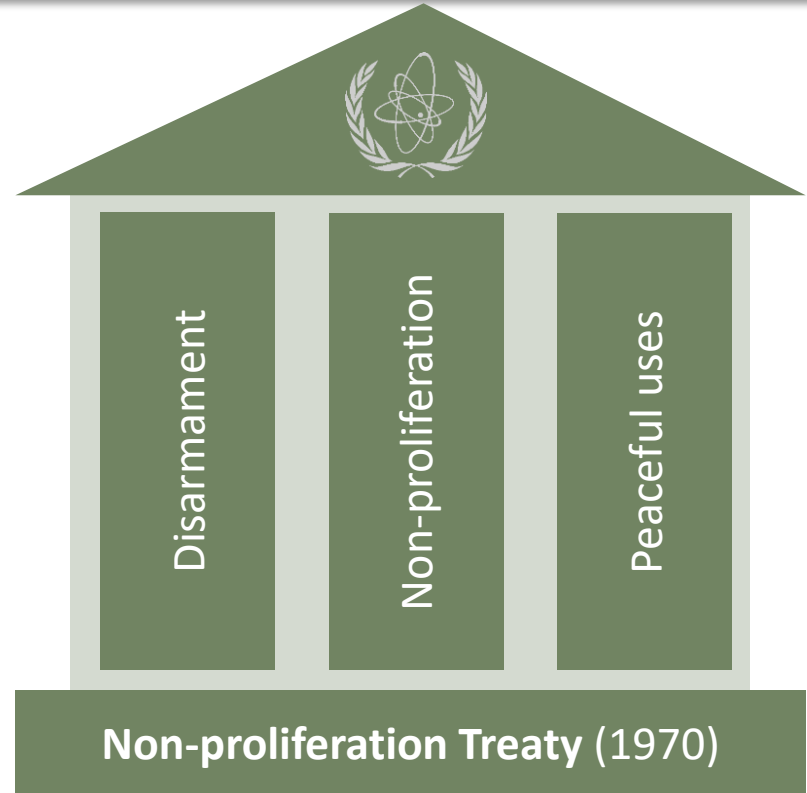 Disarmament
Non-proliferation
Peaceful uses
Non-proliferation Treaty (1970)